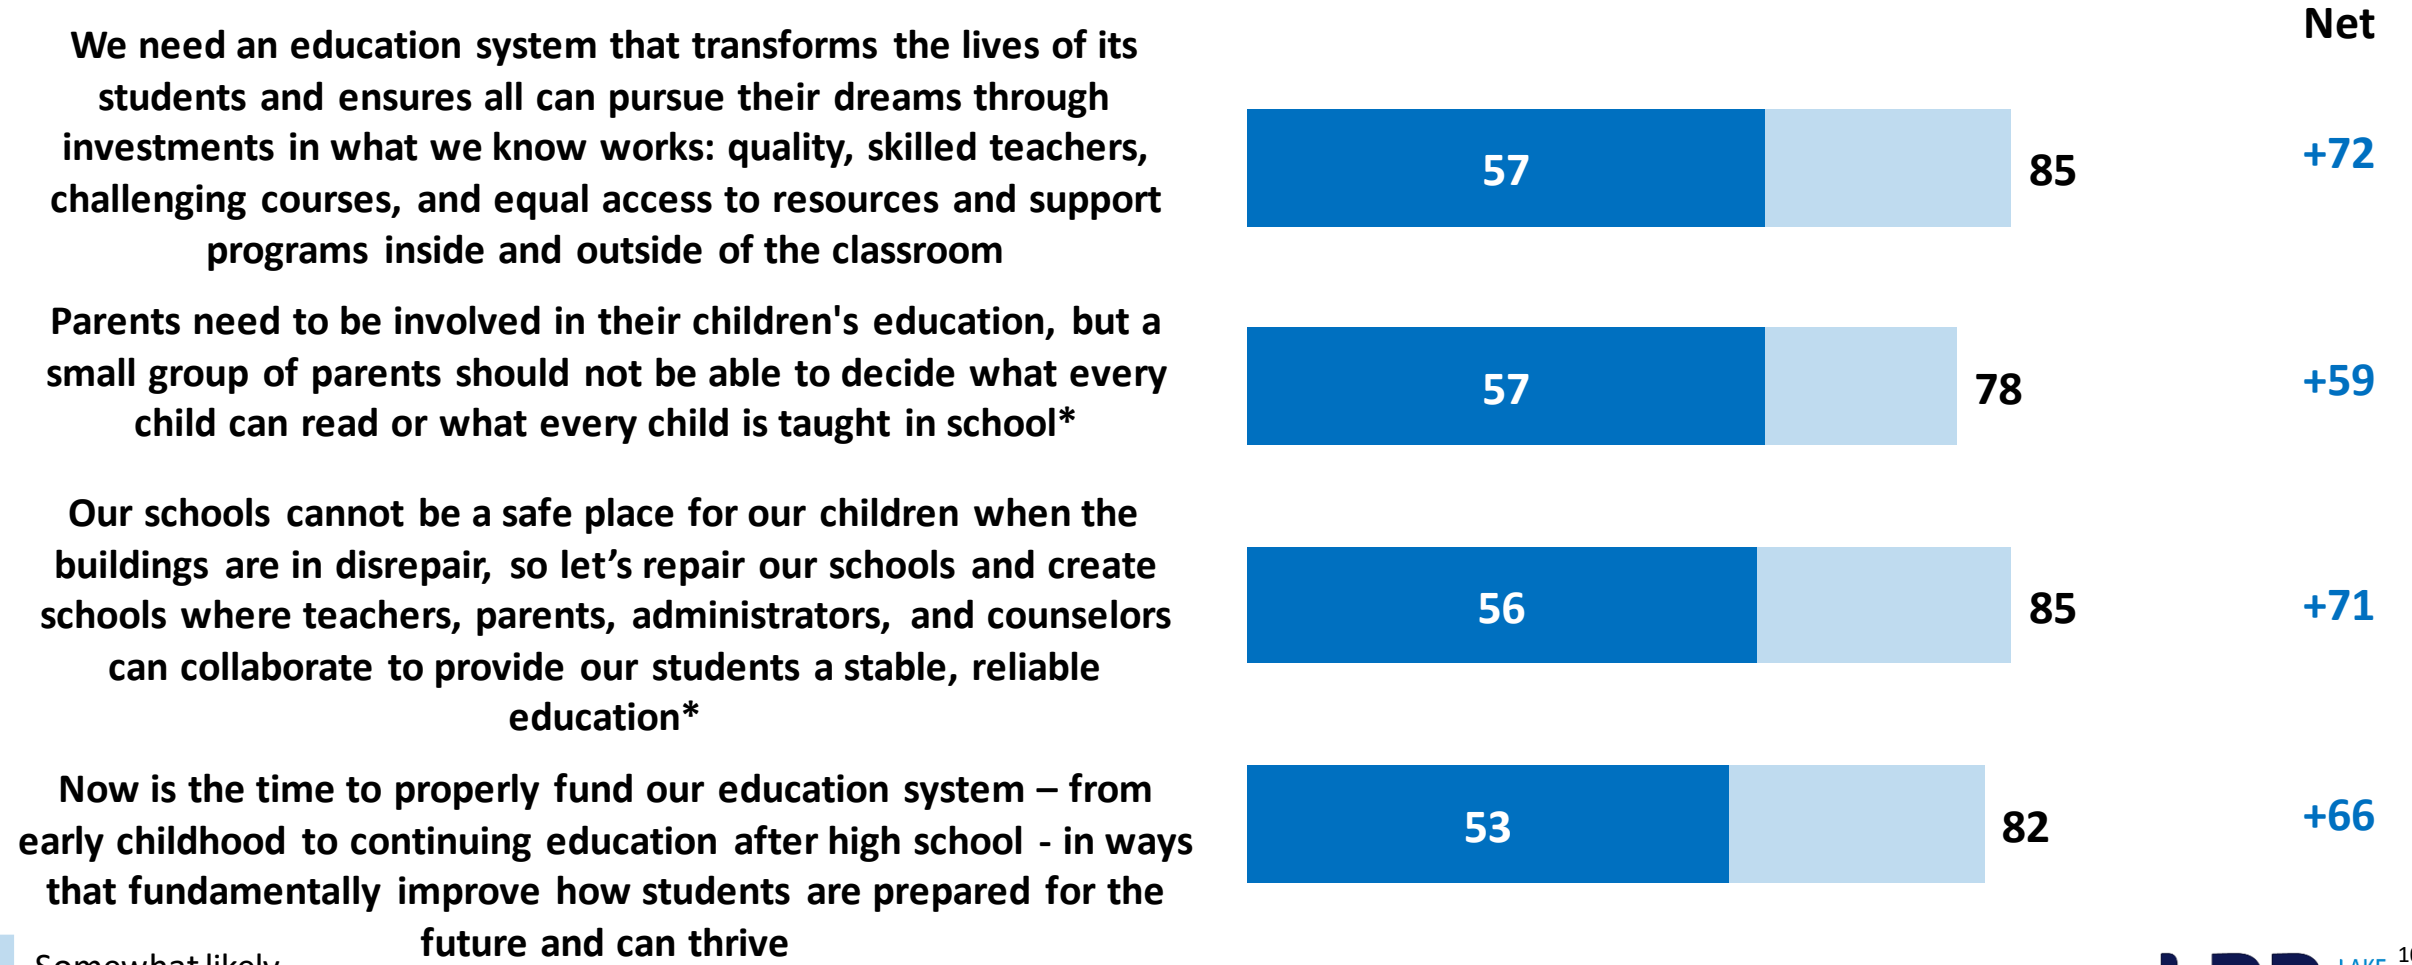 Net
We need an education system that transforms the lives of its
students and ensures all can pursue their dreams through
investments in what we know works: quality, skilled teachers,
challenging courses, and equal access to resources and support
programs inside and outside of the classroom
57
85
+72
Parents need to be involved in their children's education, but a
small group of parents should not be able to decide what every
child can read or what every child is taught in school*
57
78
+59
Our schools cannot be a safe place for our children when the
buildings are in disrepair, so let’s repair our schools and create
schools where teachers, parents, administrators, and counselors
can collaborate to provide our students a stable, reliable
education*
56
85
+71
Now is the time to properly fund our education system – from
early childhood to continuing education after high school - in ways
that fundamentally improve how students are prepared for the
future and can thrive
53
82
+66
Somewhat likely
LAKE